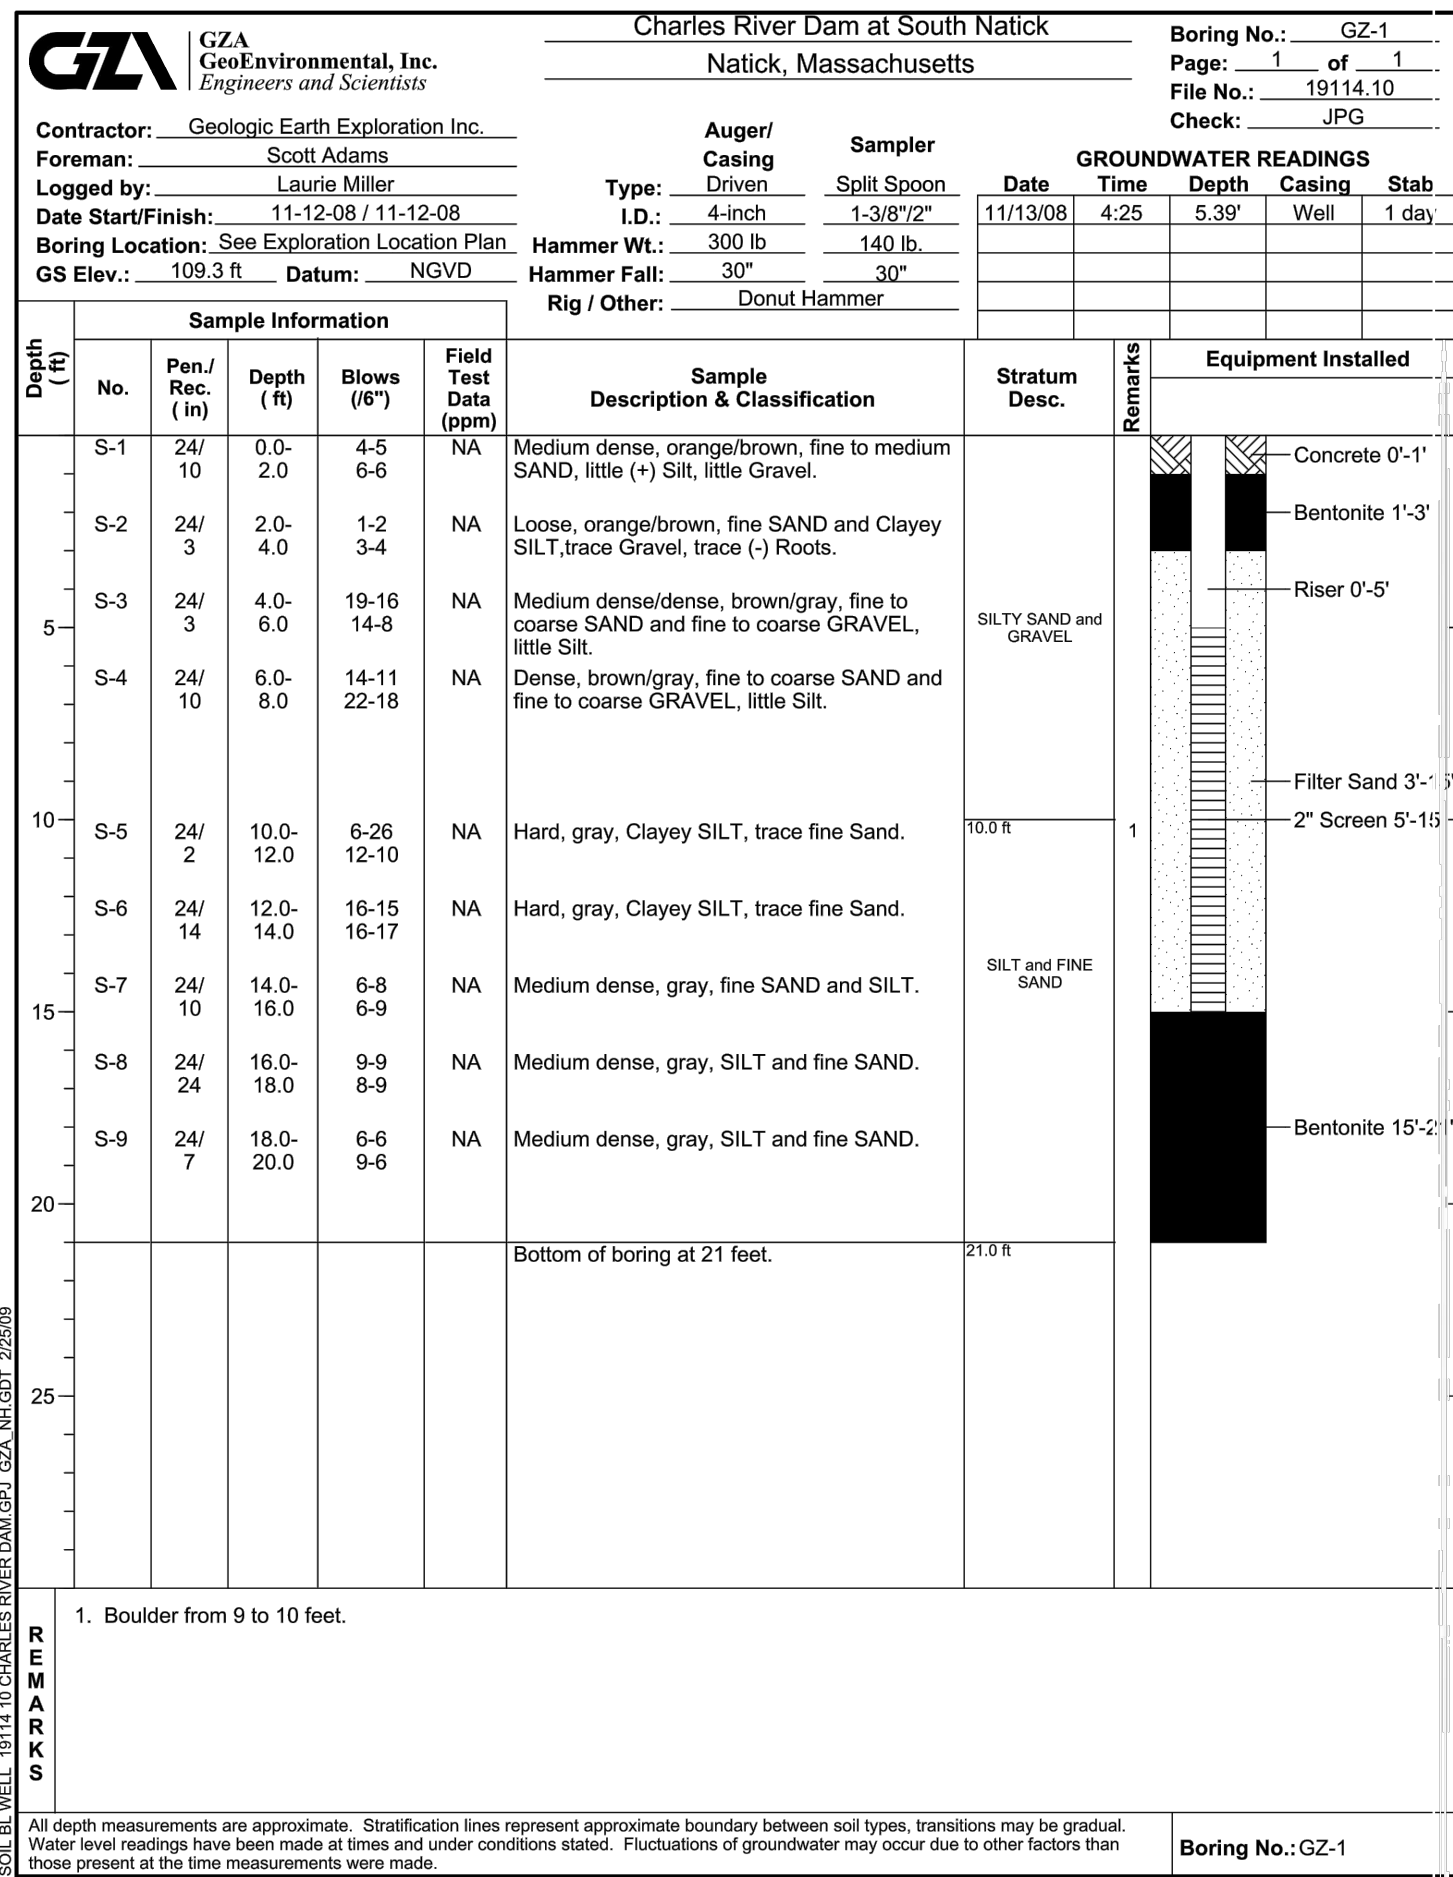 GZA
GZA
GeoEnvironmental, Inc.
Engineers and Scientists
Charles River Dam at South Natick
Natick, Massachusetts
Boring No.: GZ-1
Page: 1 of 1
File No.: 19114.10
Check: JPG
Contractor: Geologic Earth Exploration Inc.
Foreman: Scott Adams
Logged by: Laurie Miller
Date Start/Finish: 11-12-08 / 11-12-08
Boring Location: See Exploration Location Plan
GS Elev.: 109.3 ft Datum: NGVD
Auger/
Casing Sampler
Type: Driven Split Spoon
I.D.: 4-inch 1-3/8"/2"
Hammer Wt.: 300 lb 140 lb.
Hammer Fall: 30" 30"
Rig / Other: Donut Hammer
GROUNDWATER READINGS
Date Time Depth Casing Stab
11/13/08 4:25 5.39' Well 1 day
Depth
( ft)
Sample Information
No.
Pen./
Rec.
( in)
Depth
( ft)
Blows
(/6")
Field
Test
Data
(ppm)
Sample
Description & Classification
Stratum
Desc.
Remarks
Equipment Installed
S-1 24/ 0.0- 4-5 NA Medium dense, orange/brown, fine to medium
10 2.0 6-6 SAND, little (+) Silt, little Gravel.
S-2 24/ 2.0- 1-2 NA Loose, orange/brown, fine SAND and Clayey
3 4.0 3-4 SILT,trace Gravel, trace (-) Roots.
S-3 24/ 4.0- 19-16 NA Medium dense/dense, brown/gray, fine to
5 3 6.0 14-8 coarse SAND and fine to coarse GRAVEL,
little Silt.
S-4 24/ 6.0- 14-11 NA Dense, brown/gray, fine to coarse SAND and
10 8.0 22-18 fine to coarse GRAVEL, little Silt.
10
S-5 24/ 10.0- 6-26 NA Hard, gray, Clayey SILT, trace fine Sand.
2 12.0 12-10
S-6 24/ 12.0- 16-15 NA Hard, gray, Clayey SILT, trace fine Sand.
14 14.0 16-17
S-7 24/ 14.0- 6-8 NA Medium dense, gray, fine SAND and SILT.
15 10 16.0 6-9
S-8 24/ 16.0- 9-9 NA Medium dense, gray, SILT and fine SAND.
24 18.0 8-9
S-9 24/ 18.0- 6-6 NA Medium dense, gray, SILT and fine SAND.
7 20.0 9-6
20
Bottom of boring at 21 feet.
25
SILTY SAND and
GRAVEL
10.0 ft
1
SILT and FINE
SAND
21.0 ft
Concrete 0'-1'
Bentonite 1'-3'
Riser 0'-5'
Filter Sand 3'-15'
2" Screen 5'-15
Bentonite 15'-21'
REMARKS
1. Boulder from 9 to 10 feet.
All depth measurements are approximate. Stratification lines represent approximate boundary between soil types, transitions may be gradual.
Water level readings have been made at times and under conditions stated. Fluctuations of groundwater may occur due to other factors than
those present at the time measurements were made.
Boring No.: GZ-1
SOIL BL WELL 19114 10 CHARLES RIVER DAM.GPJ GZA_NH.GDT 2/25/09